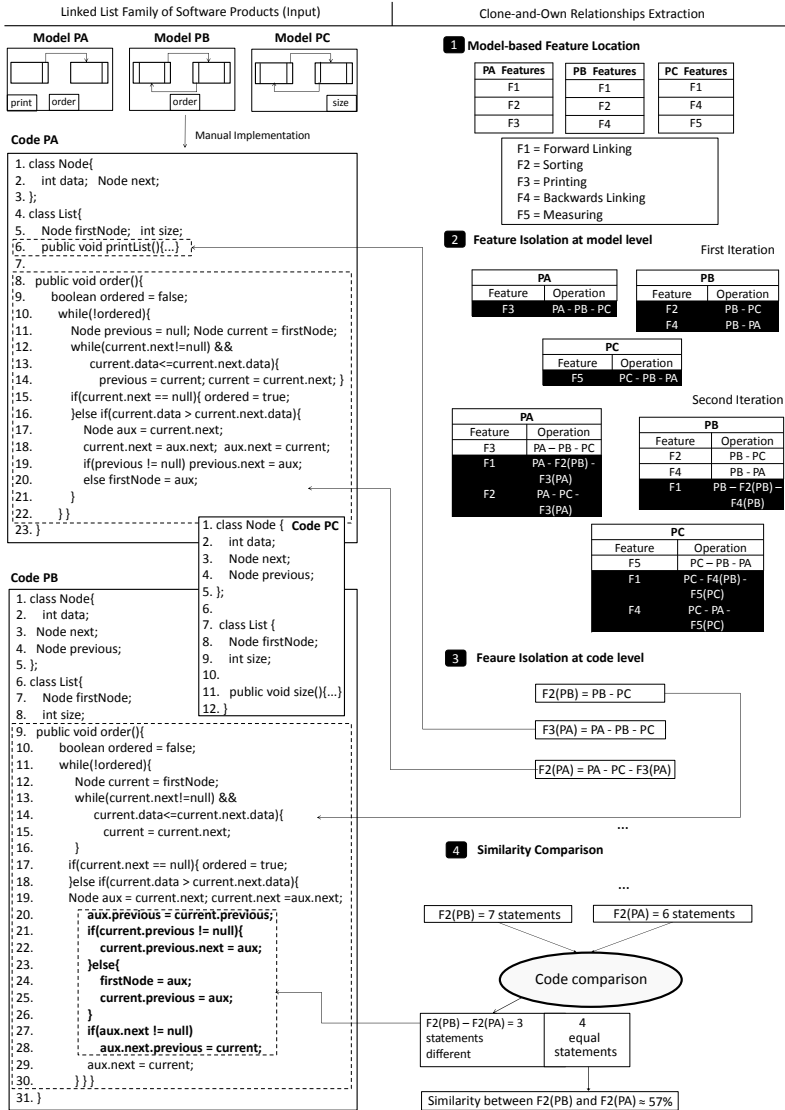 Linked List Family of Software Products (Input)
Clone-and-Own Relationships Extraction
Model PA
Model PB
Model PC
print
order
order
size
Manual Implementation
Code PA
1. class Node{
2. int data; Node next;
3. };
4. class List{
5. Node firstNode; int size;
6. public void printList(){...}
7.
8. public void order(){
9. boolean ordered = false;
10. while(!ordered){
11. Node previous = null; Node current = firstNode;
12. while(current.next!=null) &&
13. current.data<=current.next.data){
14. previous = current; current = current.next; }
15. if(current.next == null){ ordered = true;
16. }else if(current.data > current.next.data){
17. Node aux = current.next;
18. current.next = aux.next; aux.next = current;
19. if(previous != null) previous.next = aux;
20. else firstNode = aux;
21. }
22. } }
23. }
1. class Node { Code PC
2. int data;
3. Node next;
4. Node previous;
5. };
6.
7. class List {
8. Node firstNode;
9. int size;
10.
11. public void size(){...}
12. }
Code PB
1. class Node{
2. int data;
3. Node next;
4. Node previous;
5. };
6. class List{
7. Node firstNode;
8. int size;
9. public void order(){
10. boolean ordered = false;
11. while(!ordered){
12. Node current = firstNode;
13. while(current.next!=null) &&
14. current.data<=current.next.data){
15. current = current.next;
16. }
17. if(current.next == null){ ordered = true;
18. }else if(current.data > current.next.data){
19. Node aux = current.next; current.next =aux.next;
20. aux.previous = current.previous;
21. if(current.previous != null){
22. current.previous.next = aux;
23. }else{
24. firstNode = aux;
25. current.previous = aux;
26. }
27. if(aux.next != null)
28. aux.next.previous = current;
29. aux.next = current;
30. } } }
31. }
1 Model-based Feature Location
PA Features
F1
F2
F3
PB Features
F1
F2
F4
PC Features
F1
F4
F5
F1 = Forward Linking
F2 = Sorting
F3 = Printing
F4 = Backwards Linking
F5 = Measuring
2 Feature Isolation at model level
First Iteration
PA
Feature Operation
F3 PA - PB - PC
PB
Feature Operation
F2 PB - PC
F4 PB - PA
PC
Feature Operation
F5 PC - PB - PA
Second Iteration
PA
Feature Operation
F3 PA – PB - PC
F1 PA - F2(PB) -
F3(PA)
F2 PA - PC -
F3(PA)
PB
Feature Operation
F2 PB - PC
F4 PB - PA
F1 PB – F2(PB) –
F4(PB)
PC
Feature Operation
F5 PC – PB - PA
F1 PC - F4(PB) -
F5(PC)
F4 PC - PA -
F5(PC)
3 Feaure Isolation at code level
F2(PB) = PB - PC
F3(PA) = PA - PB - PC
F2(PA) = PA - PC - F3(PA)
...
4 Similarity Comparison
...
F2(PB) = 7 statements
F2(PA) = 6 statements
Code comparison
F2(PB) – F2(PA) = 3
statements
different
4
equal
statements
Similarity between F2(PB) and F2(PA) ≈ 57%